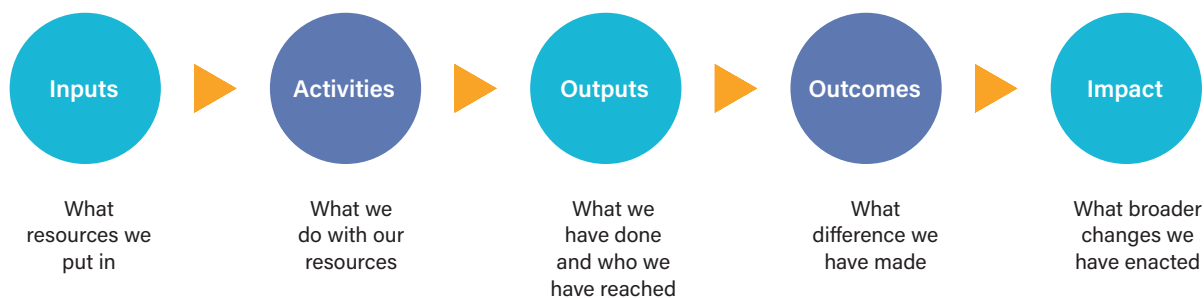 Inputs
Activities
Outputs
Outcomes
Impact
What
resources we
put in
What we
do with our
resources
What we
have done
and who we
have reached
What
difference we
have made
What broader
changes we
have enacted